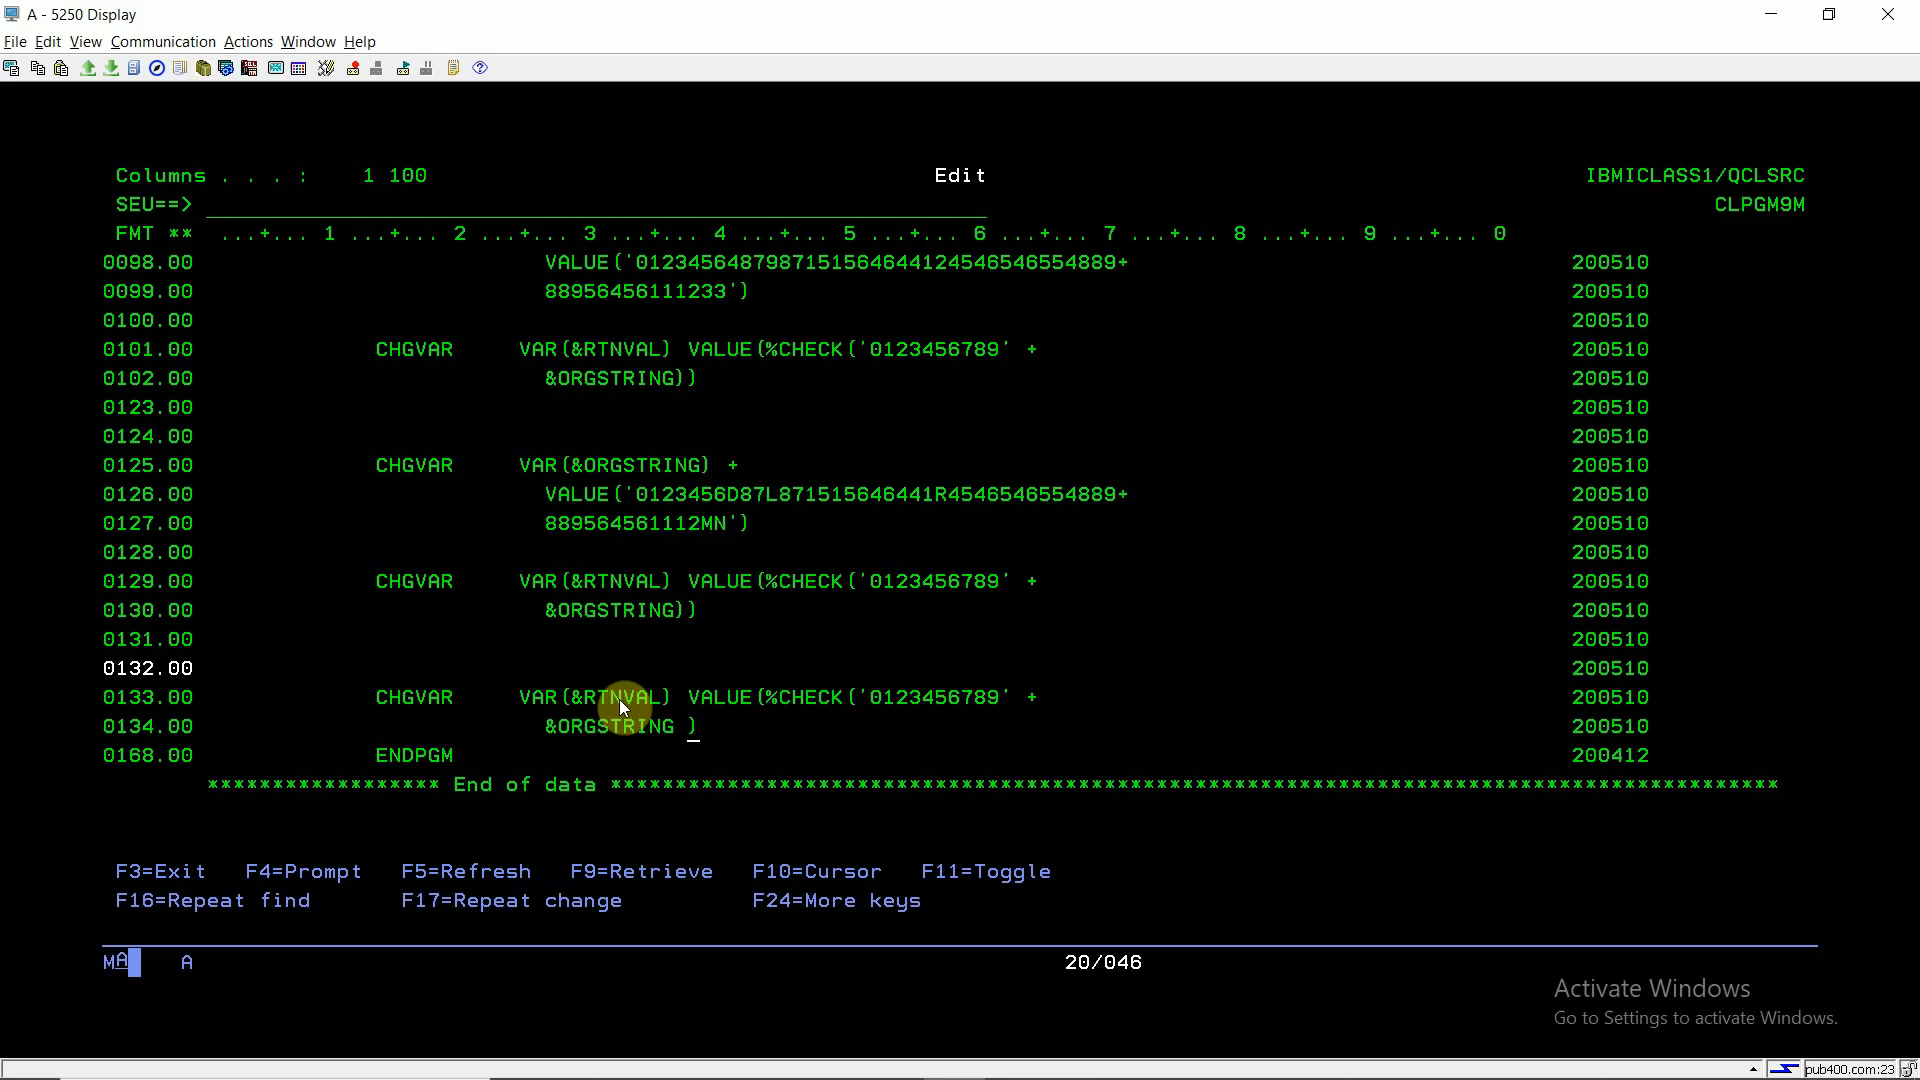 A - 5250 Display
File Edit View Communication Actions Window Help
Columns . . . :    1 100    Edit    IBMICLASS1/QCLSRC
SEU==>    CLPGM9M
FMT **  ...+... 1 ...+... 2 ...+... 3 ...+... 4 ...+... 5 ...+... 6 ...+... 7 ...+... 8 ...+... 9 ...+... 0
0098.00    VALUE('0123456487987151564644124546546554889+    200510
0099.00    88956456111233')    200510
0100.00    200510
0101.00    CHGVAR    VAR(&RTNVAL) VALUE(%CHECK('0123456789' +    200510
0102.00    &ORGSTRING))    200510
0123.00    200510
0124.00    200510
0125.00    CHGVAR    VAR(&ORGSTRING) +    200510
0126.00    VALUE('0123456D87L871515646441R4546546554889+    200510
0127.00    889564561112MN')    200510
0128.00    200510
0129.00    CHGVAR    VAR(&RTNVAL) VALUE(%CHECK('0123456789' +    200510
0130.00    &ORGSTRING))    200510
0131.00    200510
0132.00    200510
0133.00    CHGVAR    VAR(&RTNVAL) VALUE(%CHECK('0123456789' +    200510
0134.00    &ORGSTRING )    200510
0168.00    ENDPGM    200412
****************** End of data ******************************************************************************************
F3=Exit   F4=Prompt   F5=Refresh   F9=Retrieve   F10=Cursor   F11=Toggle
F16=Repeat find       F17=Repeat change          F24=More keys
MA    A    20/046
Activate Windows
Go to Settings to activate Windows.
pub400.com:23